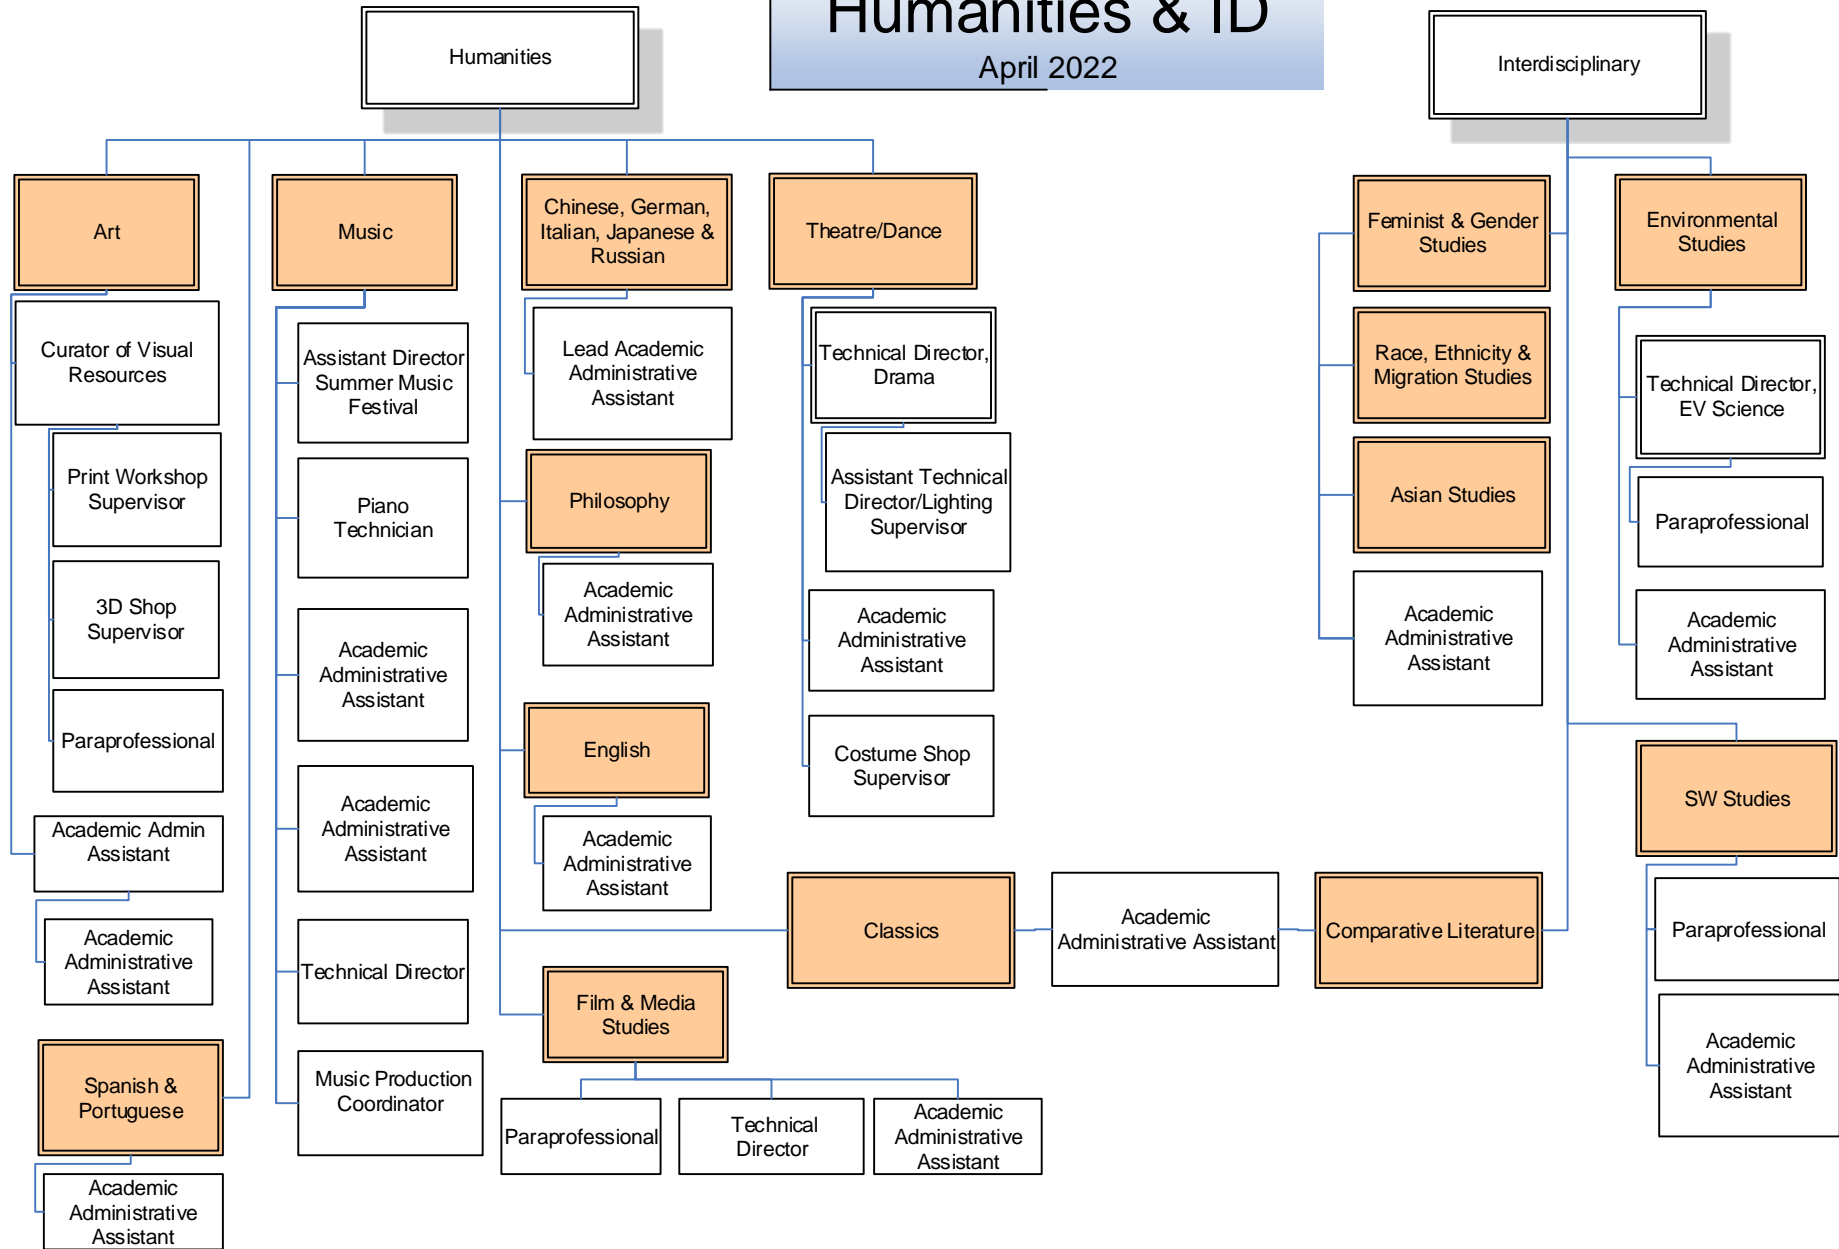 Humanities & ID
April 2022
Humanities
Interdisciplinary
Art
Music
Chinese, German,
Italian, Japanese &
Russian
Theatre/Dance
Feminist & Gender
Studies
Environmental
Studies
Curator of Visual
Resources
Print Workshop
Supervisor
3D Shop
Supervisor
Paraprofessional
Academic Admin
Assistant
Academic
Administrative
Assistant
Spanish &
Portuguese
Academic
Administrative
Assistant
Assistant Director
Summer Music
Festival
Piano
Technician
Academic
Administrative
Assistant
Academic
Administrative
Assistant
Technical Director
Music Production
Coordinator
Lead Academic
Administrative
Assistant
Philosophy
Academic
Administrative
Assistant
English
Academic
Administrative
Assistant
Film & Media
Studies
Paraprofessional
Technical
Director
Academic
Administrative
Assistant
Technical Director,
Drama
Assistant Technical
Director/Lighting
Supervisor
Academic
Administrative
Assistant
Costume Shop
Supervisor
Classics
Academic
Administrative Assistant
Comparative Literature
Race, Ethnicity &
Migration Studies
Asian Studies
Academic
Administrative
Assistant
Technical Director,
EV Science
Paraprofessional
Academic
Administrative
Assistant
SW Studies
Paraprofessional
Academic
Administrative
Assistant